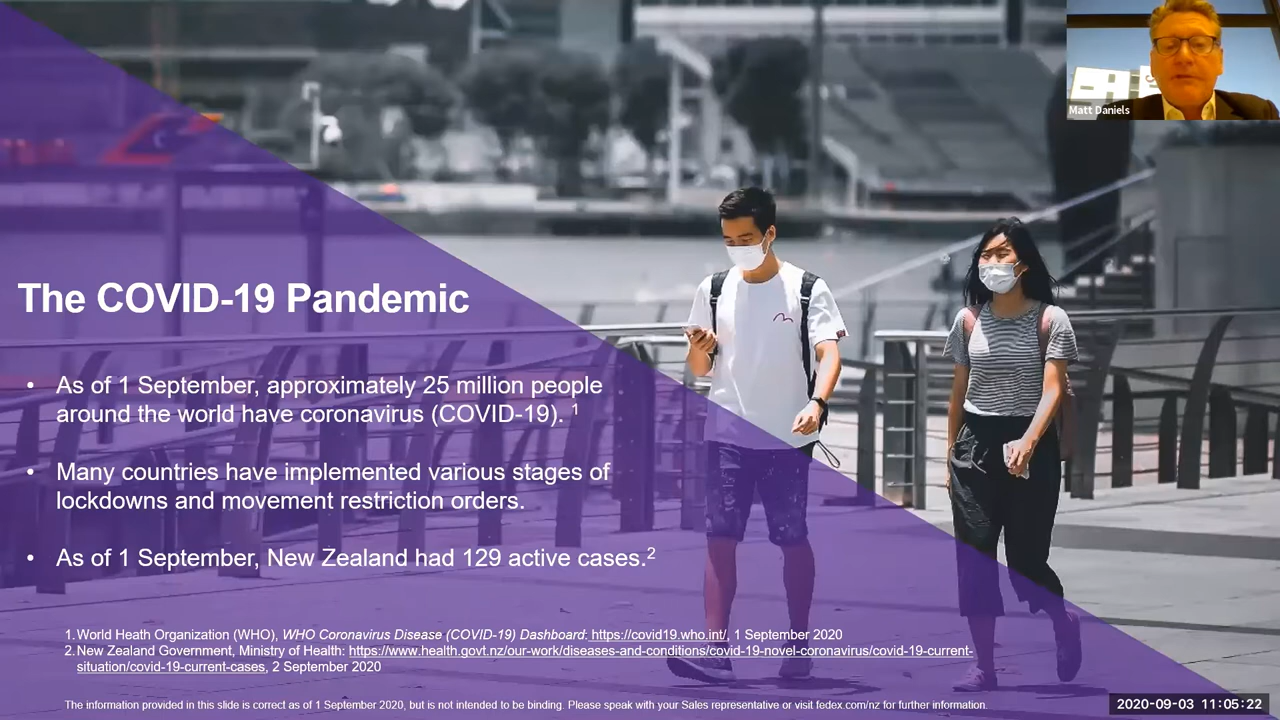 Matt Daniels
The COVID-19 Pandemic
• As of 1 September, approximately 25 million people
around the world have coronavirus (COVID-19). 1
• Many countries have implemented various stages of
lockdowns and movement restriction orders.
• As of 1 September, New Zealand had 129 active cases.2
1. World Heath Organization (WHO), WHO Coronavirus Disease (COVID-19) Dashboard: https://covid19.who.int/, 1 September 2020
2. New Zealand Government, Ministry of Health: https://www.health.govt.nz/our-work/diseases-and-conditions/covid-19-novel-coronavirus/covid-19-current-
situation/covid-19-current-cases, 2 September 2020
The information provided in this slide is correct as of 1 September 2020, but is not intended to be binding. Please speak with your Sales representative or visit fedex.com/nz for further information.
2020-09-03 11:05:22